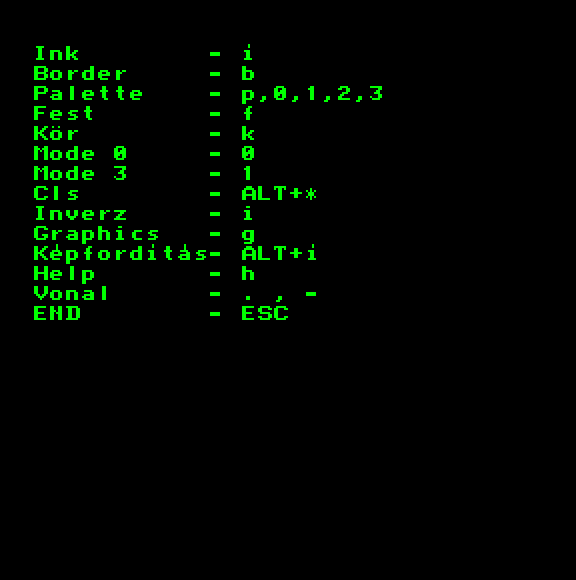 Ink - i
Border - b
Palette - p,0,1,2,3
Fest - f
Kör - k
Mode 0 - 0
Mode 3 - 1
Cls - ALT+*
Inverz - i
Graphics - g
Képfordítás- ALT+i
Help - h
Vonal - . , -
END - ESC